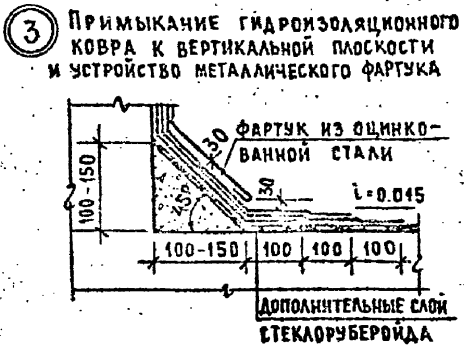 3
ПРИМЫКАНИЕ ГИДРОИЗОЛЯЦИОННОГО
КОВРА К ВЕРТИКАЛЬНОЙ ПЛОСКОСТИ
И УСТРОЙСТВО МЕТАЛЛИЧЕСКОГО ФАРТУКА
30
ФАРТУК ИЗ ОЦИНКО-
ВАННОЙ СТАЛИ
30
100-150
45°
i=0.015
100-150
100
100
100
ДОПОЛНИТЕЛЬНЫЕ СЛОИ
СТЕКЛОРУБЕРОЙДА